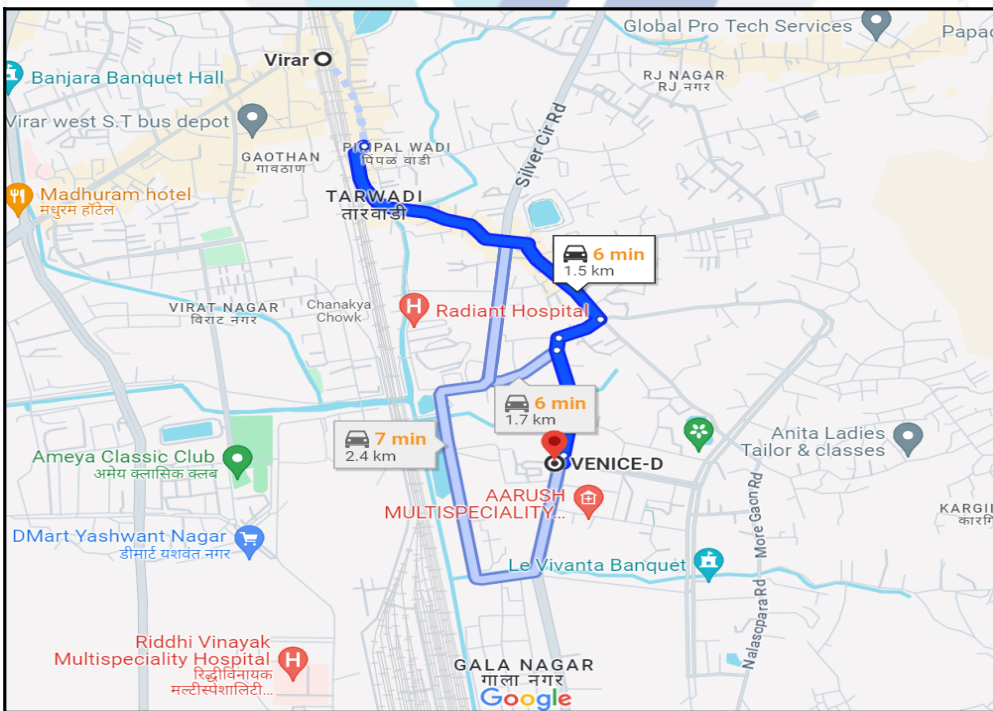 Global Pro Tech Services
Papac
Virar
Banjara Banquet Hall
RJ NAGAR
RJ नगर
Virar west S.T bus depot
PIMPAL WADI
पिंपळ वाडी
GAOTHAN
गावठाण
Silver Cir Rd
Madhuram hotel
मधुरम हॉटेल
TARWADI
तारवाडी
6 min
1.5 km
VIRAT NAGAR
विराट नगर
Chanakya
Chowk
H
Radiant Hospital
6 min
1.7 km
7 min
2.4 km
Anita Ladies
Tailor & classes
Ameya Classic Club
अमेय क्लासिक क्लब
VENICE-D
AARUSH
MULTISPECIALITY...
More Gaon Rd
KARGIL
कारगि
DMart Yashwant Nagar
डीमार्ट यशवंत नगर
Le Vivanta Banquet
Nalasopara Rd
Riddhi Vinayak
Multispeciality Hospital
H
रिद्धीविनायक
मल्टीस्पेशालिटी...
GALA NAGAR
गाला नगर
Google